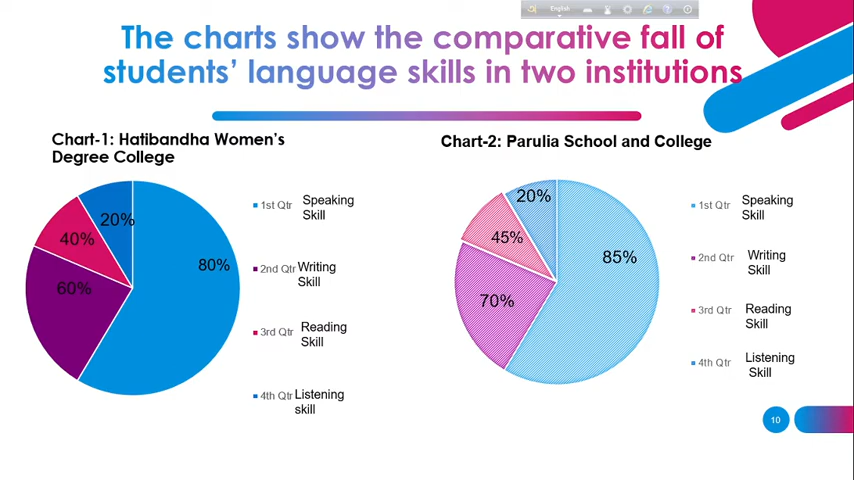 English
The charts show the comparative fall of
students’ language skills in two institutions
Chart-1: Hatibandha Women’s
Degree College
20%
40%
60%
80%
1st Qtr Speaking
Skill
2nd Qtr Writing
Skill
3rd Qtr Reading
Skill
4th Qtr Listening
skill
Chart-2: Parulia School and College
20%
45%
70%
85%
1st Qtr Speaking
Skill
2nd Qtr Writing
Skill
3rd Qtr Reading
Skill
4th Qtr Listening
Skill
10